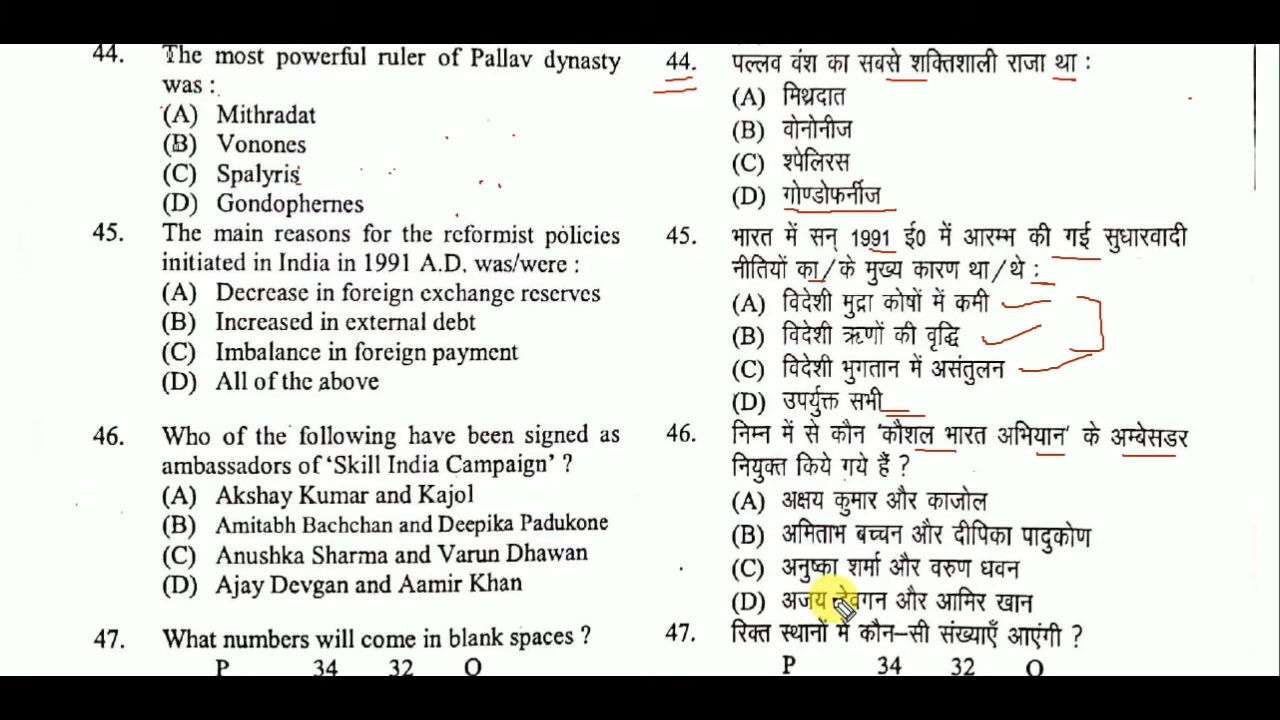 44. The most powerful ruler of Pallav dynasty
was :
(A) Mithradat
(B) Vonones
(C) Spalyris
(D) Gondophernes
45. The main reasons for the reformist policies
initiated in India in 1991 A.D. was/were :
(A) Decrease in foreign exchange reserves
(B) Increased in external debt
(C) Imbalance in foreign payment
(D) All of the above
46. Who of the following have been signed as
ambassadors of ‘Skill India Campaign’ ?
(A) Akshay Kumar and Kajol
(B) Amitabh Bachchan and Deepika Padukone
(C) Anushka Sharma and Varun Dhawan
(D) Ajay Devgan and Aamir Khan
47. What numbers will come in blank spaces ?
P 34 32 Q
44. पल्लव वंश का सबसे शक्तिशाली राजा था :
(A) मिथ्रदात
(B) वोनोनीज
(C) श्पेलिरस
(D) गोण्डोफर्नीज
45. भारत में सन् 1991 ई0 में आरम्भ की गई सुधारवादी
नीतियों का/के मुख्य कारण था/थे :
(A) विदेशी मुद्रा कोषों में कमी
(B) विदेशी ऋणों की वृद्धि
(C) विदेशी भुगतान में असंतुलन
(D) उपर्युक्त सभी
46. निम्न में से कौन ‘कौशल भारत अभियान’ के अम्बेसडर
नियुक्त किये गये हैं ?
(A) अक्षय कुमार और काजोल
(B) अमिताभ बच्चन और दीपिका पादुकोण
(C) अनुष्का शर्मा और वरुण धवन
(D) अजय देवगन और आमिर खान
47. रिक्त स्थानों में कौन–सी संख्याएँ आएंगी ?
P 34 32 Q